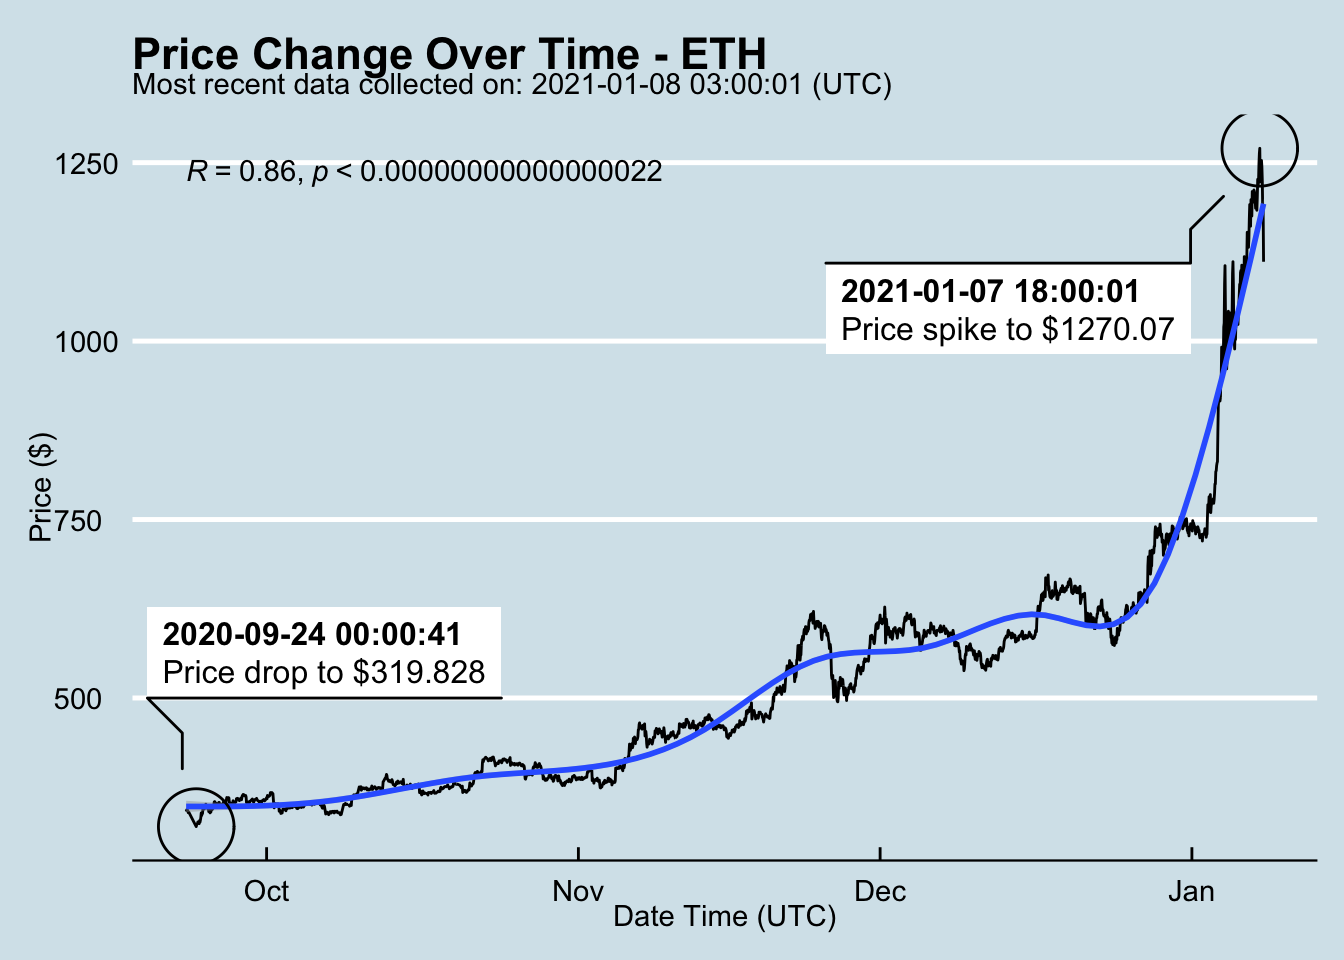 Price Change Over Time - ETH
Most recent data collected on: 2021-01-08 03:00:01 (UTC)
R = 0.86, p < 0.00000000000000022
1250
1000
750
500
Price ($)
2021-01-07 18:00:01
Price spike to $1270.07
2020-09-24 00:00:41
Price drop to $319.828
Oct
Nov
Dec
Jan
Date Time (UTC)